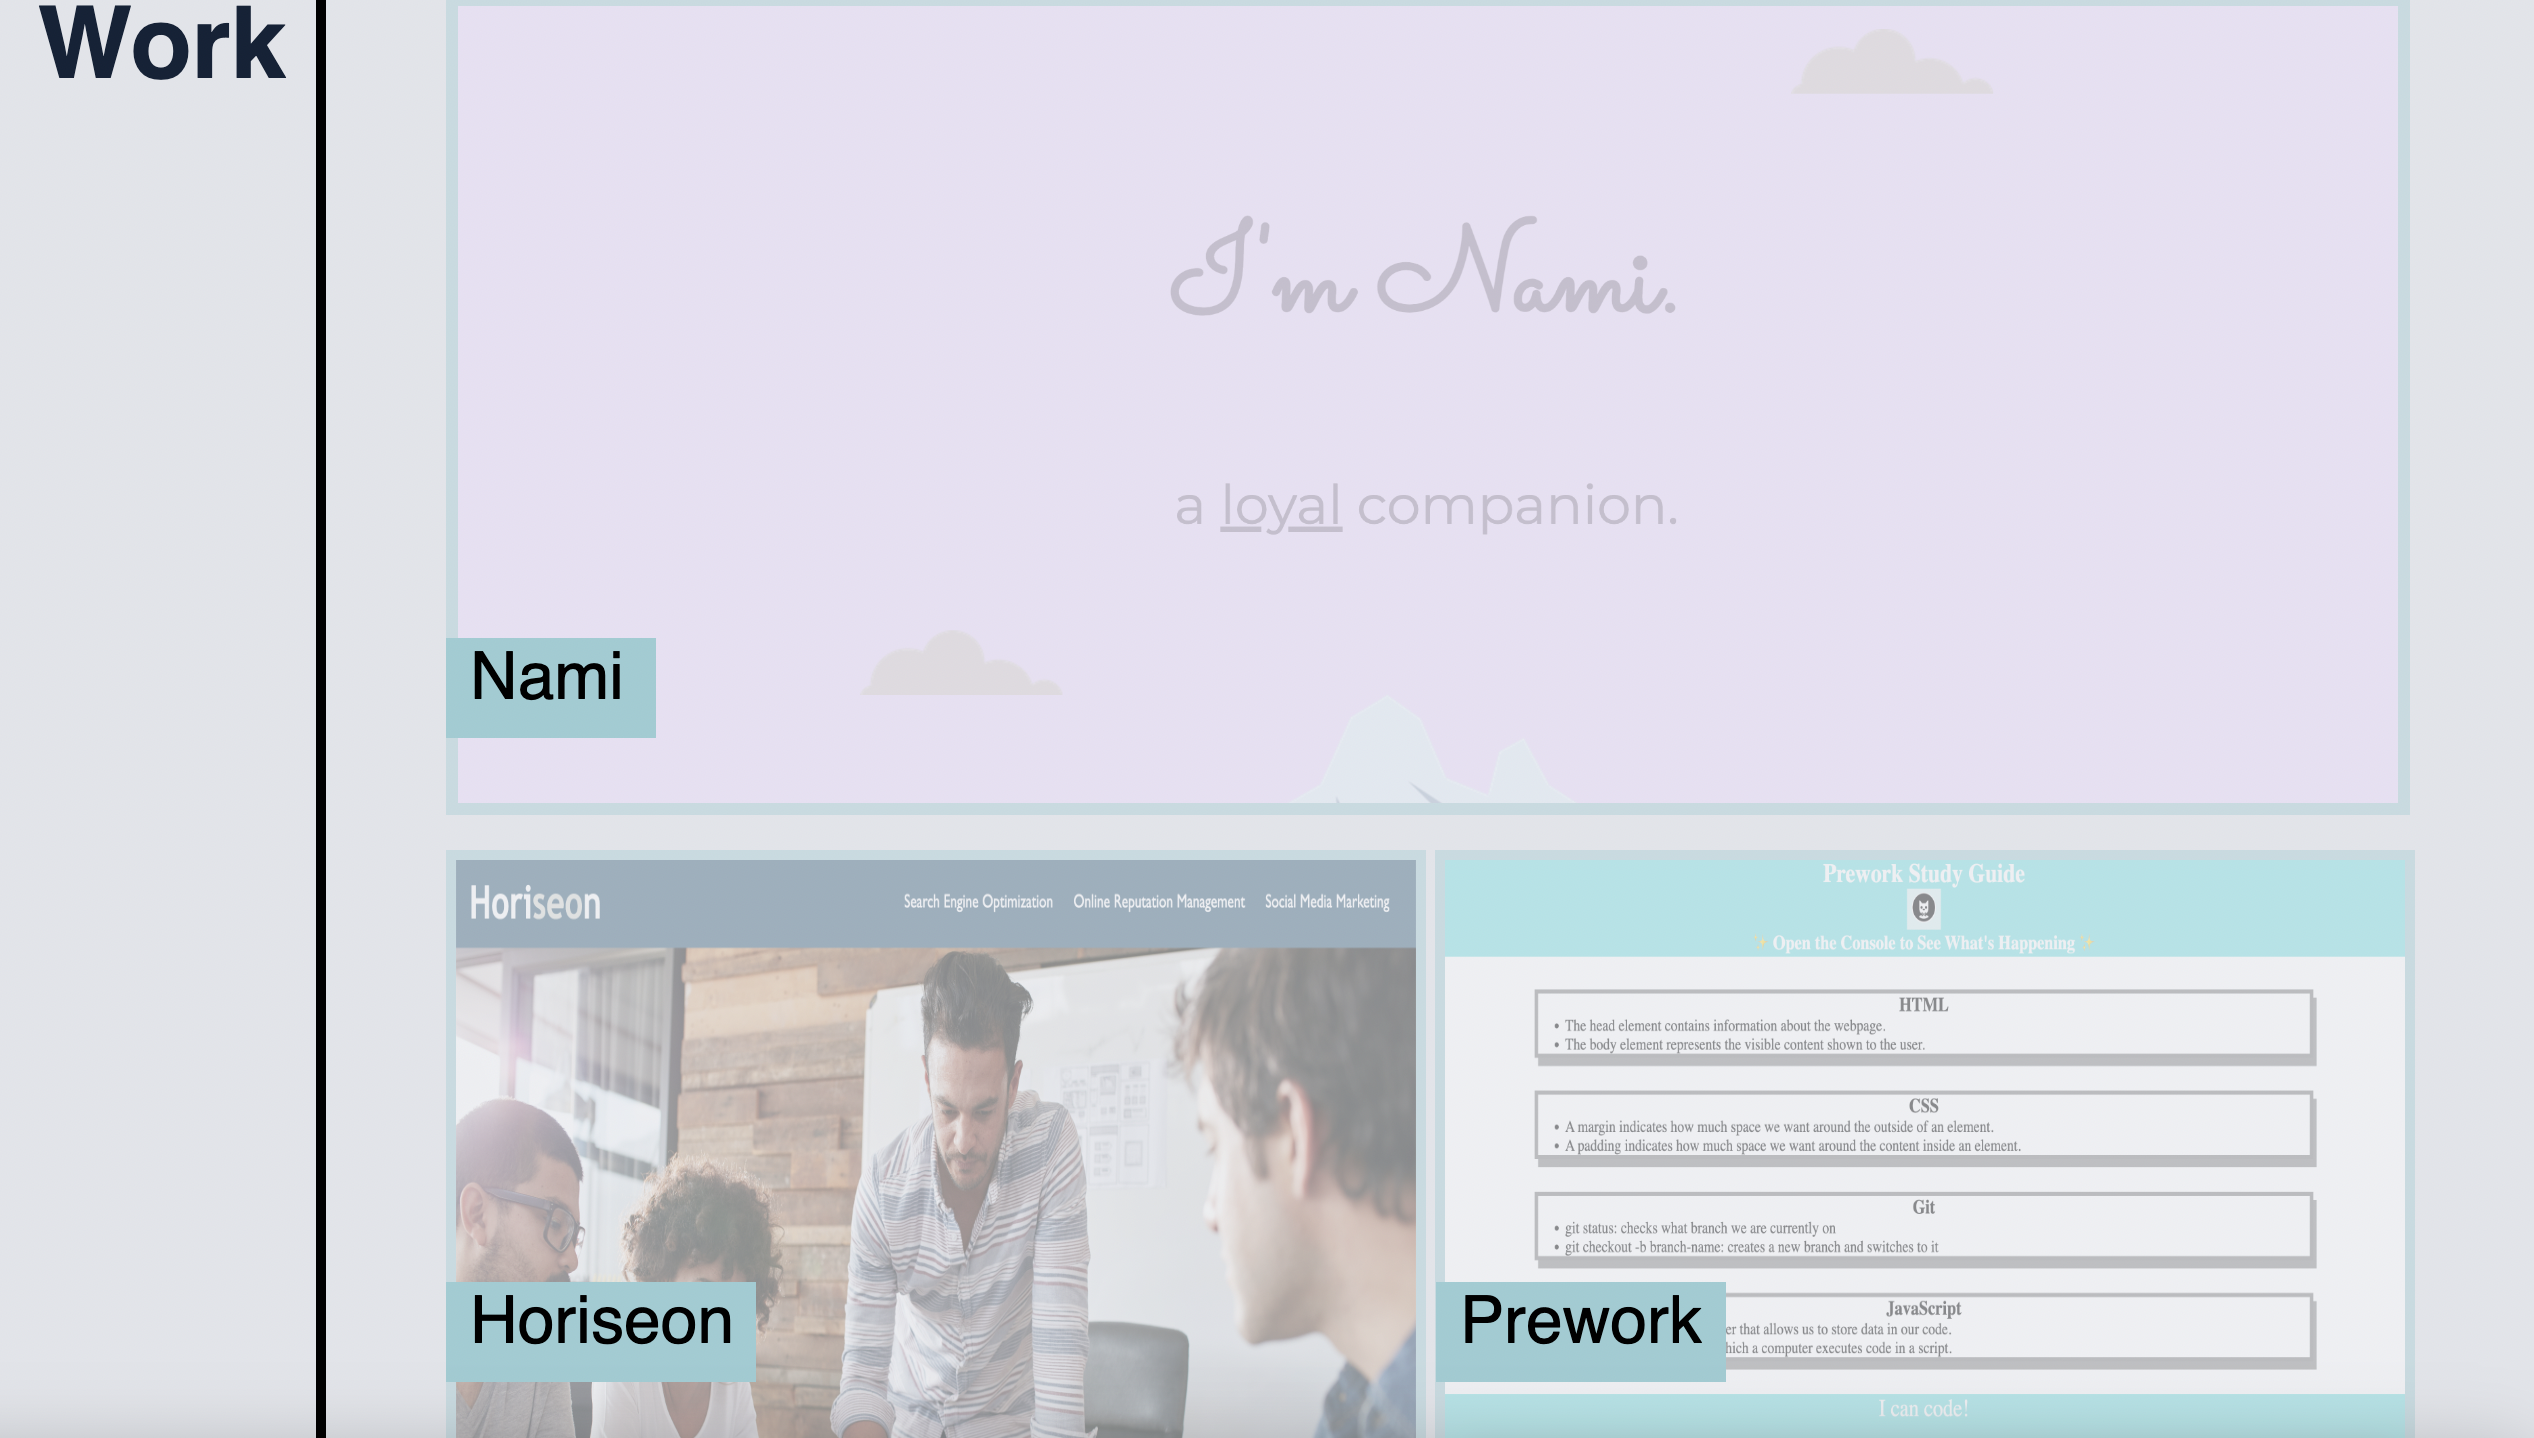 Work
I'm Nami.
a loyal companion.
Nami
Horiseon
Search Engine Optimization
Online Reputation Management
Social Media Marketing
Horiseon
Prework Study Guide
✨ Open the Console to See What's Happening ✨
HTML
• The head element contains information about the webpage.
• The body element represents the visible content shown to the user.
CSS
• A margin indicates how much space we want around the outside of an element.
• A padding indicates how much space we want around the content inside an element.
Git
• git status: checks what branch we are currently on
• git checkout -b branch-name: creates a new branch and switches to it
JavaScript
that allows us to store data in our code.
a computer executes code in a script.
Prework
I can code!